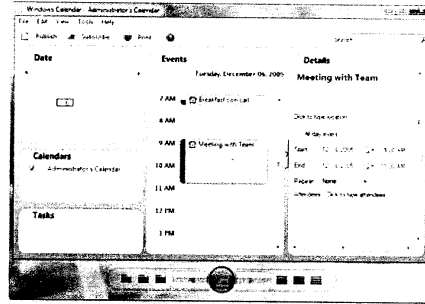 Windows Calendar - Administrator's Calendar
File Edit View Tools Help
Publish Subscribe Print
Search
Date
Calendars
Administrator's Calendar
Tasks
Events
Tuesday, December 06, 2005
7 AM Breakfast con call
8 AM
9 AM Meeting with Team
10 AM
11 AM
12 PM
1 PM
Details
Meeting with Team
Click to type location
All day event
Start
End
Repeat None
Attendees Click to type attendees